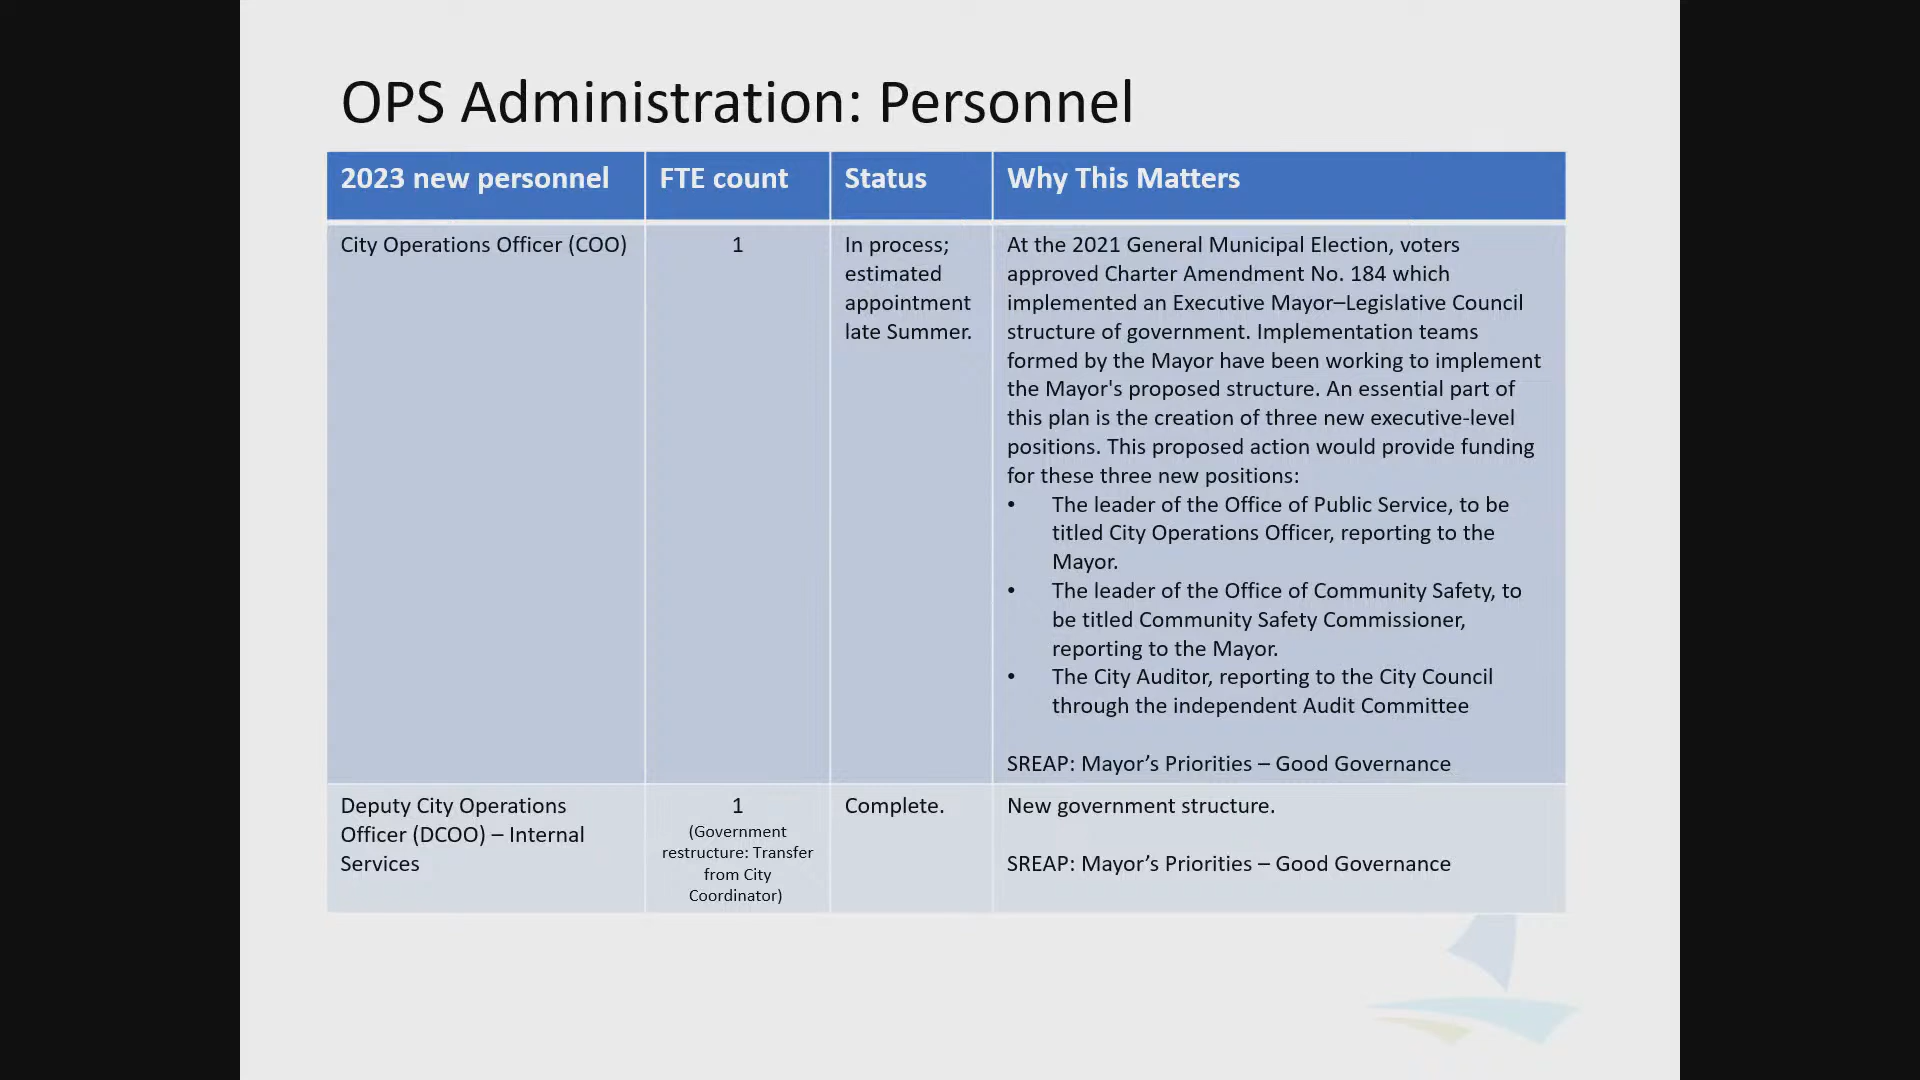 OPS Administration: Personnel
2023 new personnel
FTE count
Status
Why This Matters
City Operations Officer (COO)
1
In process;
estimated
appointment
late Summer.
At the 2021 General Municipal Election, voters
approved Charter Amendment No. 184 which
implemented an Executive Mayor–Legislative Council
structure of government. Implementation teams
formed by the Mayor have been working to implement
the Mayor's proposed structure. An essential part of
this plan is the creation of three new executive-level
positions. This proposed action would provide funding
for these three new positions:
• The leader of the Office of Public Service, to be
titled City Operations Officer, reporting to the
Mayor.
• The leader of the Office of Community Safety, to
be titled Community Safety Commissioner,
reporting to the Mayor.
• The City Auditor, reporting to the City Council
through the independent Audit Committee
SREAP: Mayor’s Priorities – Good Governance
Deputy City Operations
Officer (DCOO) – Internal
Services
1
(Government
restructure: Transfer
from City
Coordinator)
Complete.
New government structure.
SREAP: Mayor’s Priorities – Good Governance